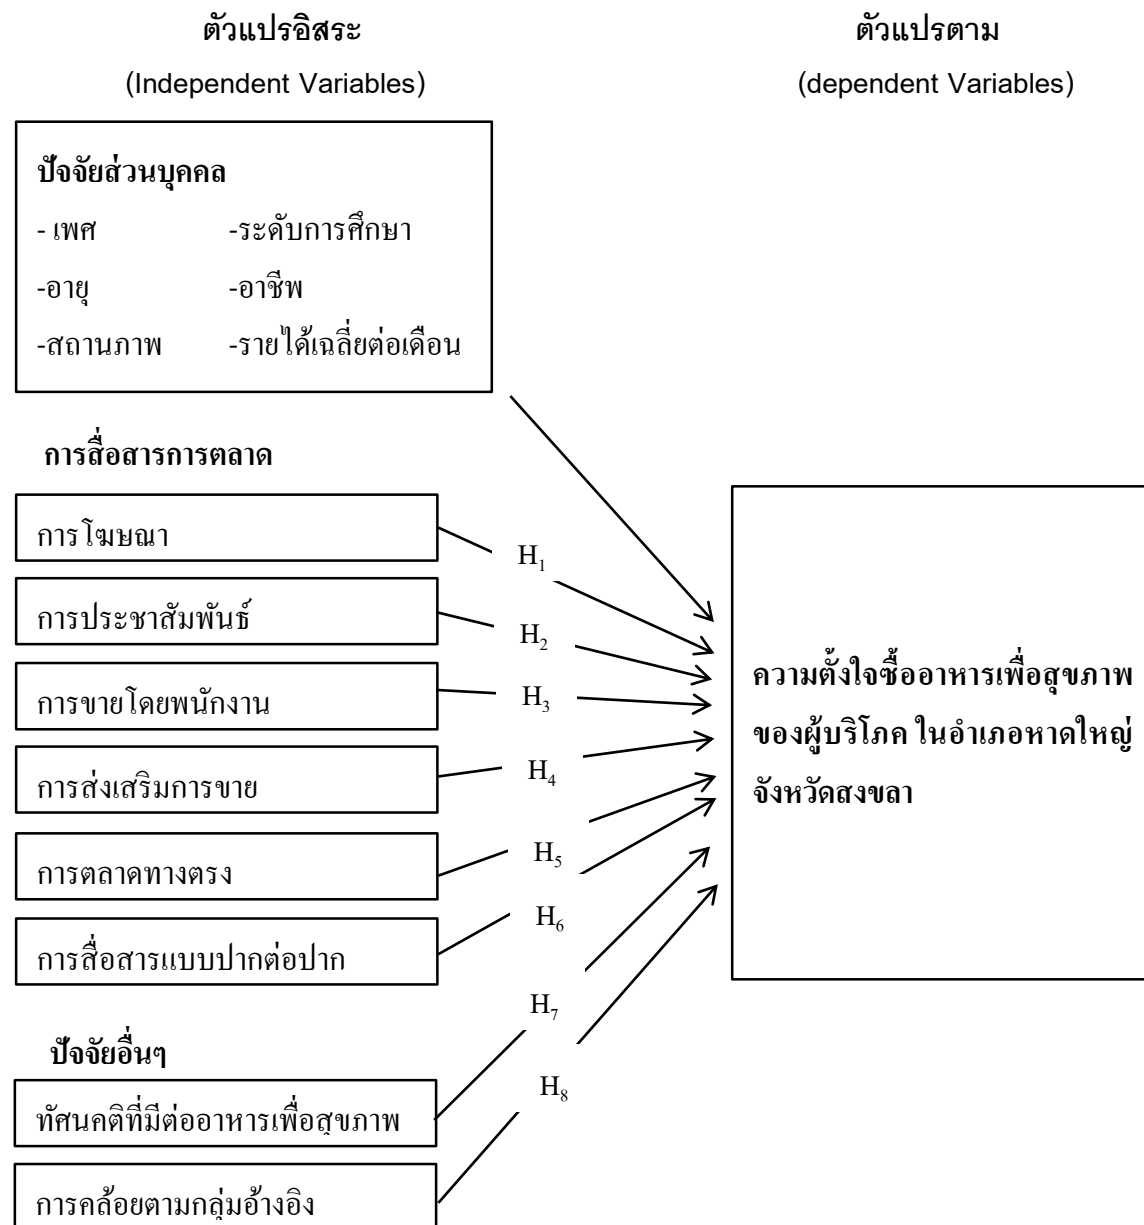 ตัวแปรอิสระ
(Independent Variables)
ตัวแปรตาม
(dependent Variables)
ปัจจัยส่วนบุคคล
- เพศ -ระดับการศึกษา
-อายุ -อาชีพ
-สถานภาพ -รายได้เฉลี่ยต่อเดือน
การสื่อสารการตลาด
การโฆษณา
การประชาสัมพันธ์
การขายโดยพนักงาน
การส่งเสริมการขาย
การตลาดทางตรง
การสื่อสารแบบปากต่อปาก
ปัจจัยอื่นๆ
ทัศนคติที่มีต่ออาหารเพื่อสุขภาพ
การคล้อยตามกลุ่มอ้างอิง
H₁
H₂
H₃
H₄
H₅
H₆
H₇
H₈
ความตั้งใจซื้ออาหารเพื่อสุขภาพ
ของผู้บริโภค ในอำเภอหาดใหญ่
จังหวัดสงขลา